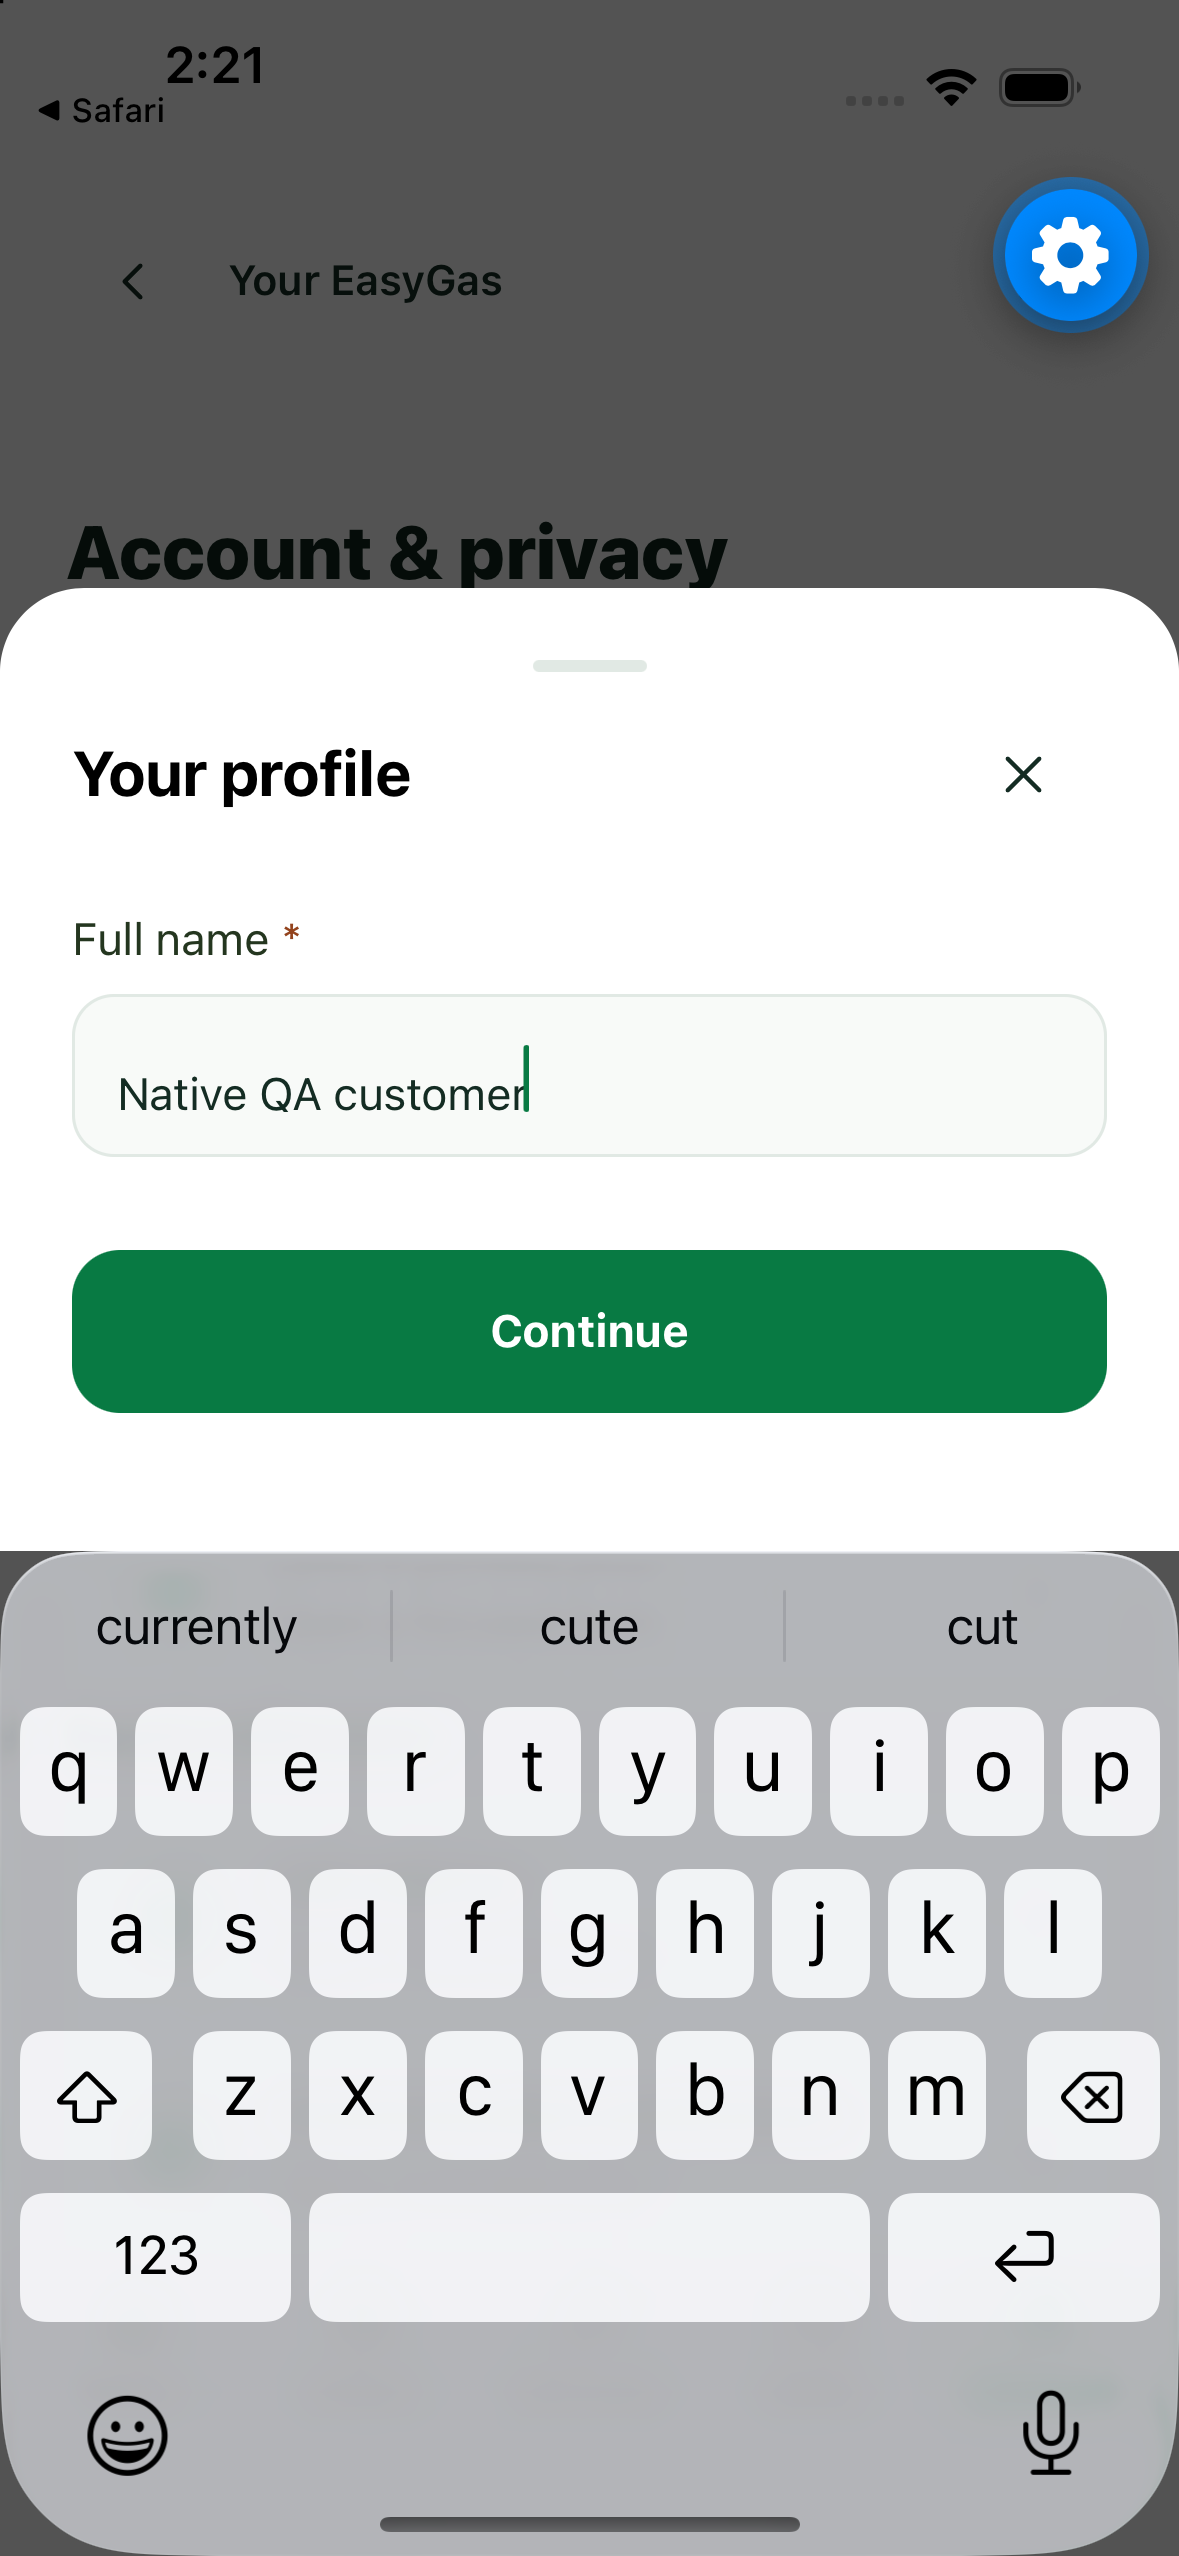 2:21
Safari
Your EasyGas
Account & privacy
Your profile
Full name *
Native QA customer
Continue
currently cute cut
q w e r t y u i o p
a s d f g h j k l
z x c v b n m
123